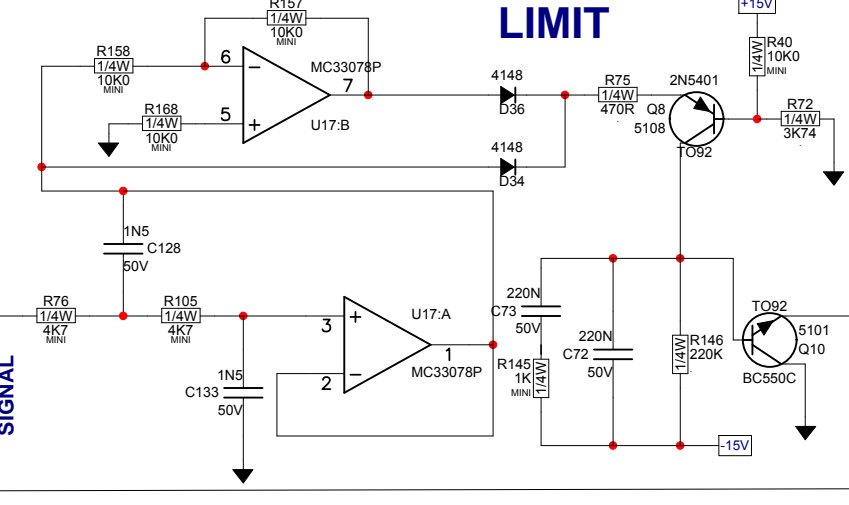 LIMIT
R157
1/4W
10K0
MINI
+15V
R158
1/4W
10K0
MINI
6
5
7
MC33078P
U17:B
R168
1/4W
10K0
MINI
4148
D36
4148
D34
R75
1/4W
470R
2N5401
Q8
5108
TO92
R40
10K0
MINI
1/4W
R72
1/4W
3K74
1N5
C128
50V
R76
1/4W
4K7
MINI
R105
1/4W
4K7
MINI
3
2
1
U17:A
MC33078P
1N5
C133
50V
SIGNAL
220N
C73
50V
R145
1K
MINI
1/4W
220N
C72
50V
R146
220K
1/4W
TO92
5101
Q10
BC550C
-15V